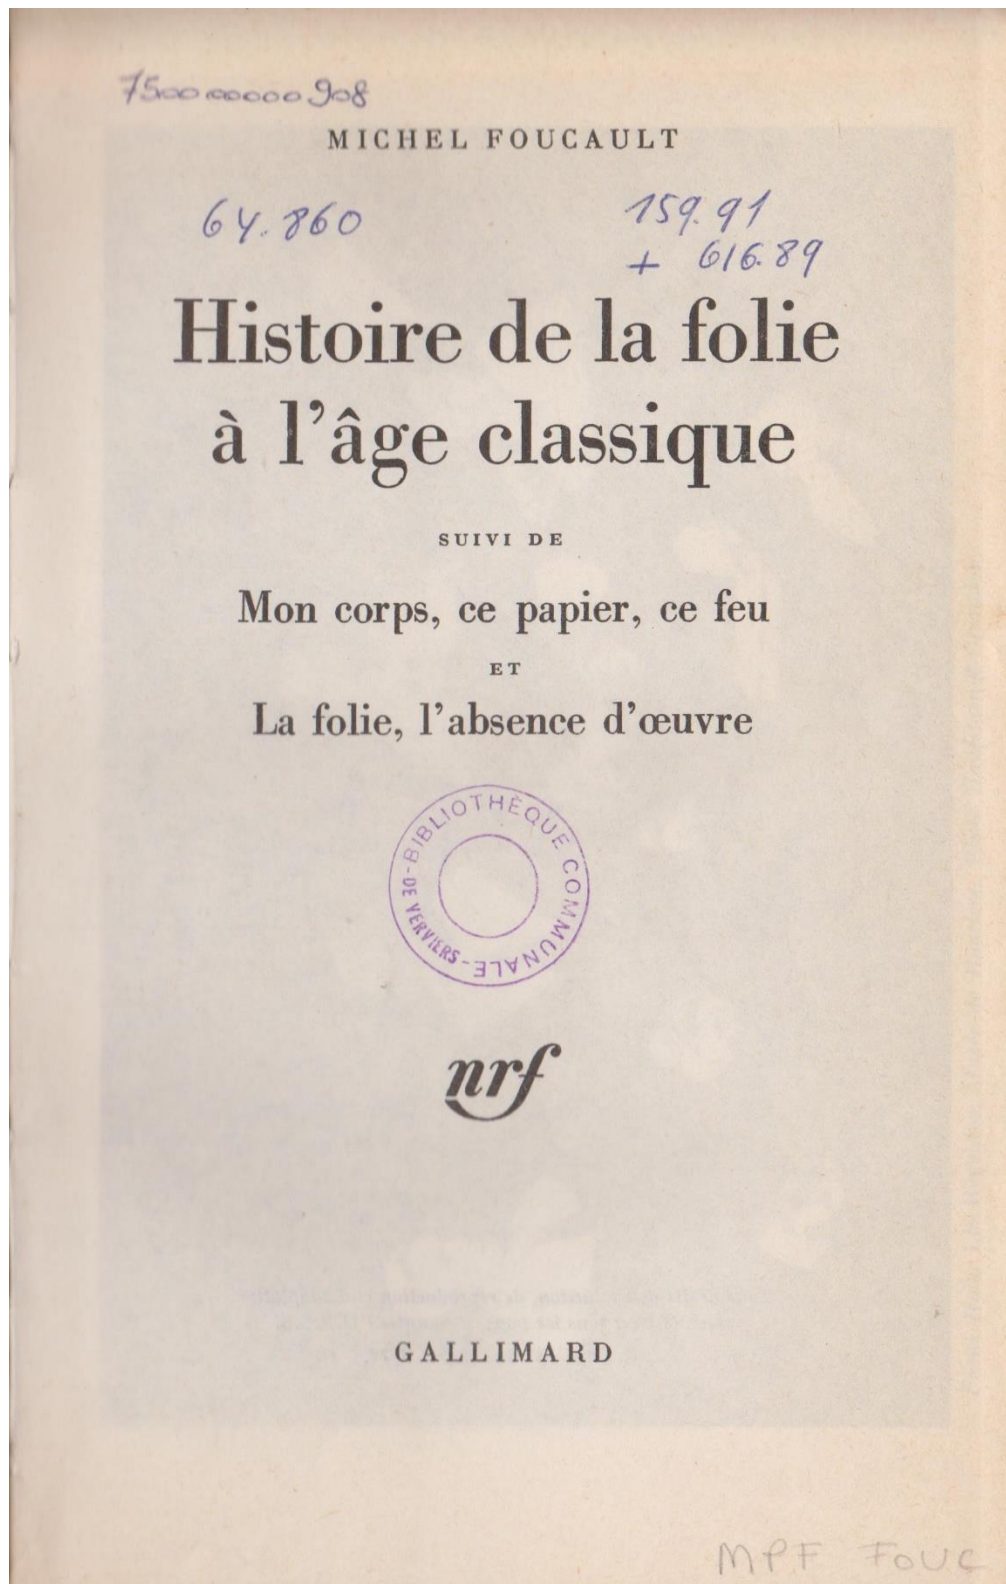 7500000000908
MICHEL FOUCAULT
64.860
159.91
+ 616.89
Histoire de la folie
à l'âge classique
SUIVI DE
Mon corps, ce papier, ce feu
ET
La folie, l'absence d'œuvre
BIBLIOTHÈQUE COMMUNALE
- DE VERVIERS -
nrf
GALLIMARD
MPF FOUC